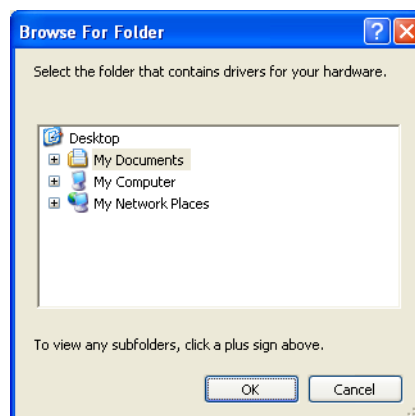 Browse For Folder
Select the folder that contains drivers for your hardware.
Desktop
My Documents
My Computer
My Network Places
To view any subfolders, click a plus sign above.
OK
Cancel